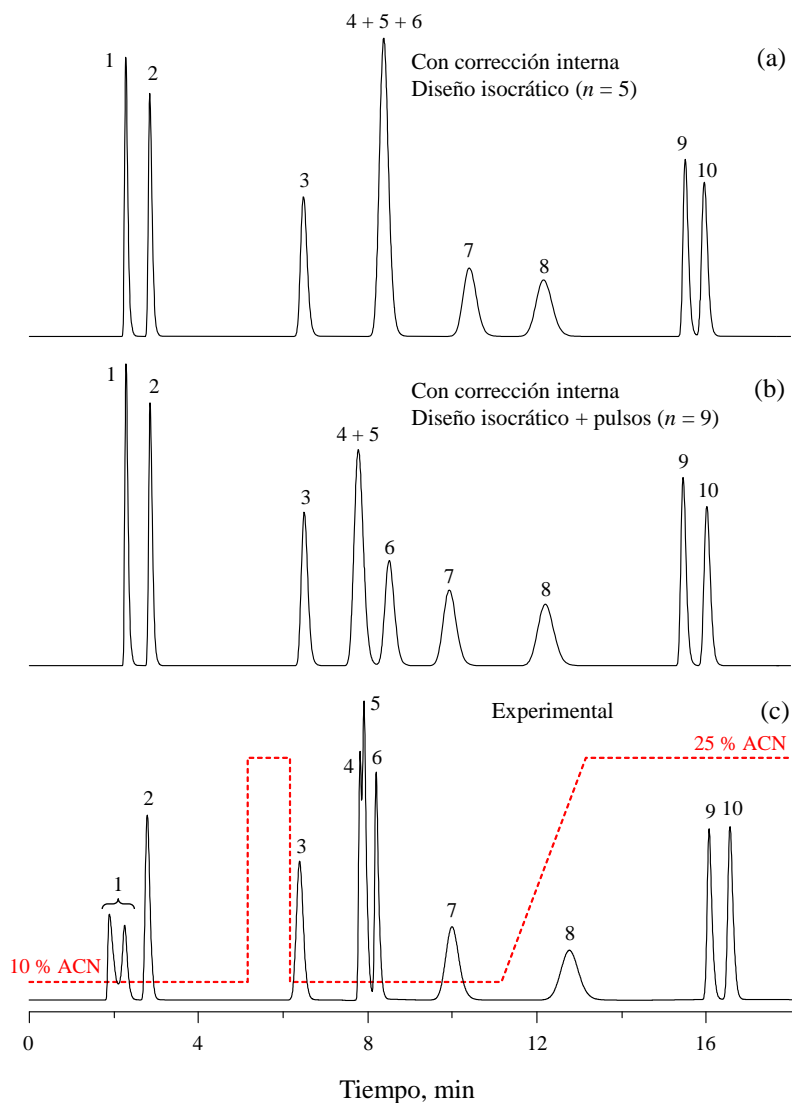 4 + 5 + 6
(a)
Con corrección interna
Diseño isocrático (n = 5)
1
2
3
7
8
9
10
(b)
Con corrección interna
Diseño isocrático + pulsos (n = 9)
1
2
4 + 5
3
6
7
8
9
10
(c)
Experimental
5
25 % ACN
4
6
2
1
3
7
8
9
10
10 % ACN
0
4
8
12
16
Tiempo, min